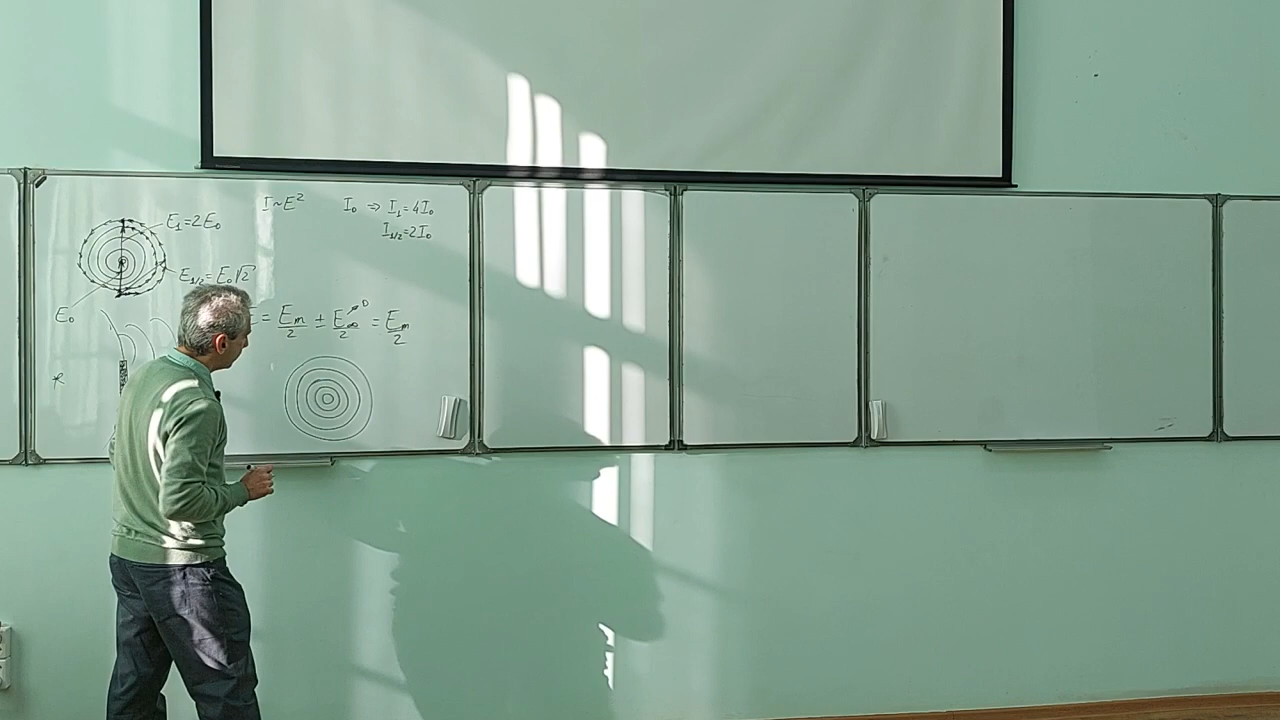 E₁=2E₀
I~E²
I₀ ⇒ I₁=4I₀
I₁/₂=2I₀
E₁/₂=E₀√2
E₀
= Eₘ/2 ± E∞/2 ↗0 = Eₘ/2